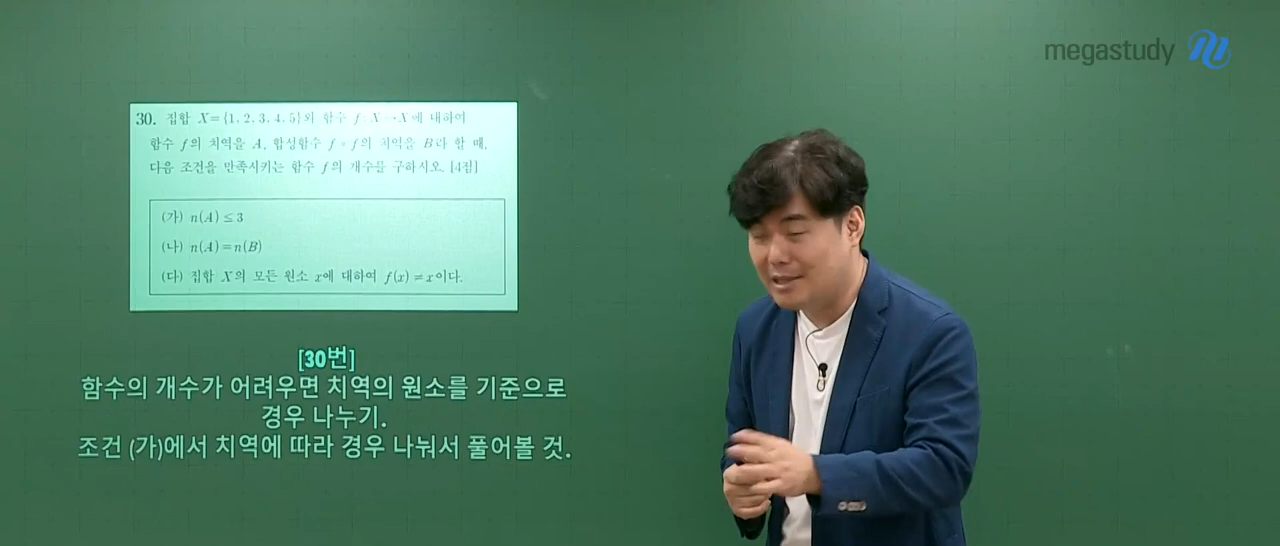 megastudy
30. 집합 X={1, 2, 3, 4, 5}와 함수 f : X→X에 대하여
함수 f의 치역을 A, 합성함수 f∘f의 치역을 B라 할 때,
다음 조건을 만족시키는 함수 f의 개수를 구하시오. [4점]
(가) n(A)≤3
(나) n(A)=n(B)
(다) 집합 X의 모든 원소 x에 대하여 f(x)≠x이다.
[30번]
함수의 개수가 어려우면 치역의 원소를 기준으로
경우 나누기.
조건 (가)에서 치역에 따라 경우 나눠서 풀어볼 것.